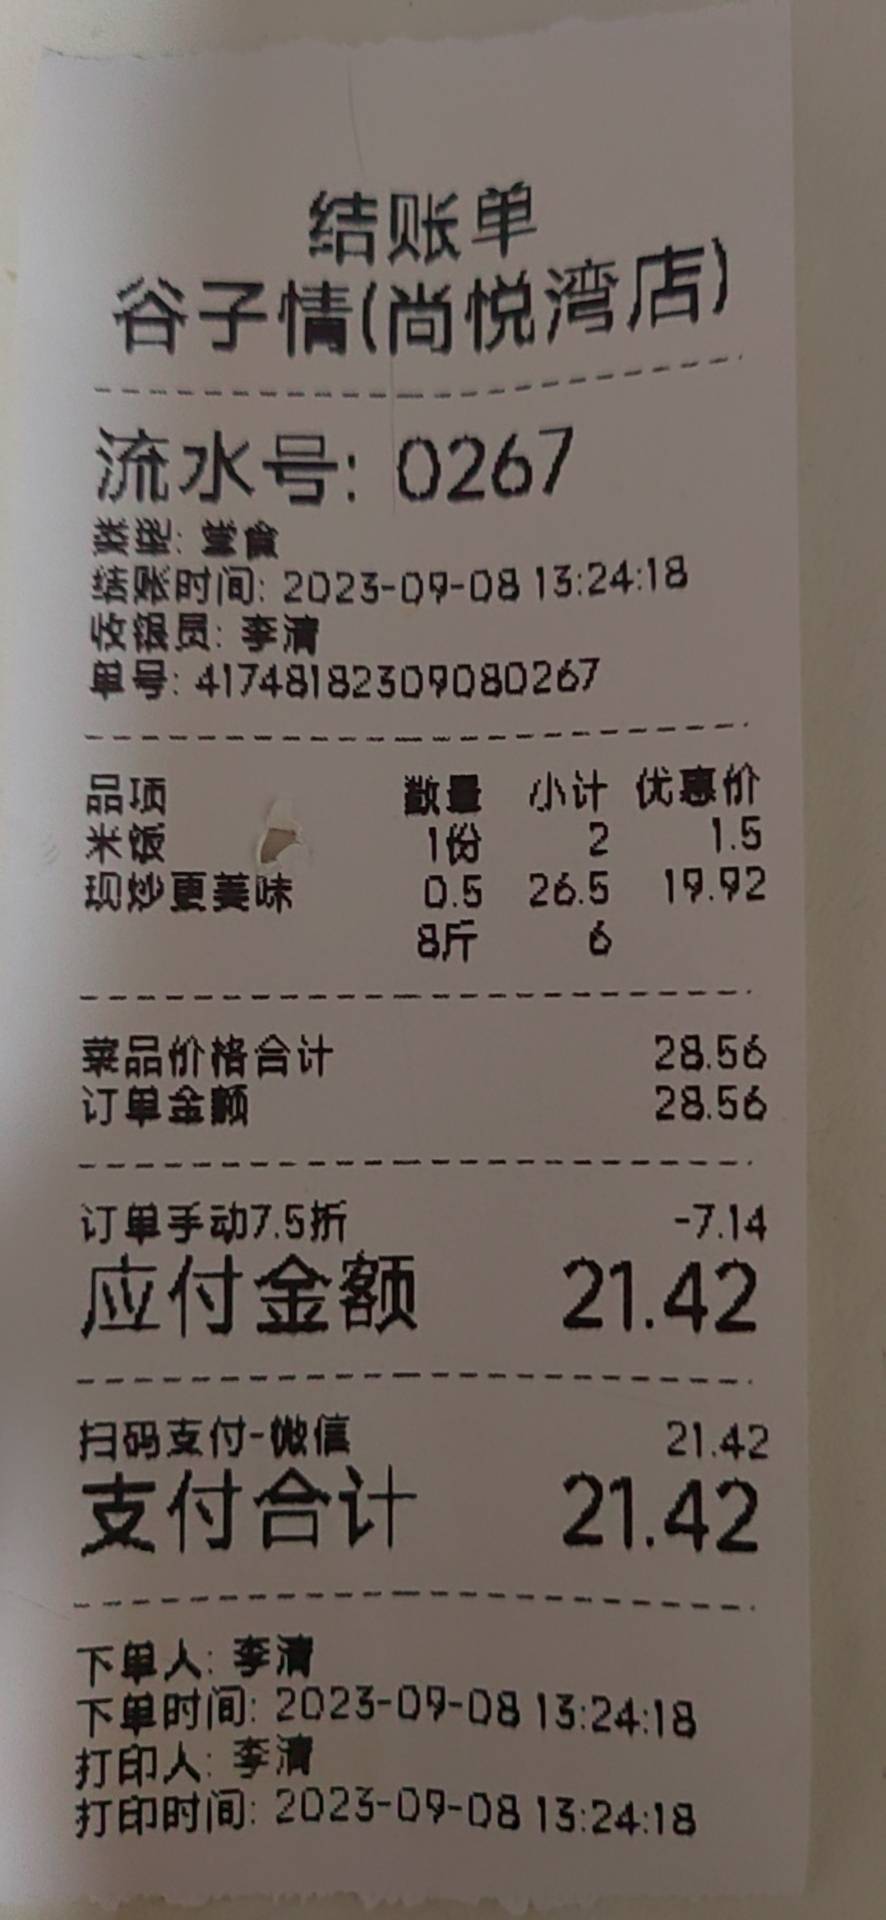 结账单
谷子情(尚悦湾店)
流水号: 0267
类型: 堂食
结账时间: 2023-09-08 13:24:18
收银员: 李清
单号: 41748182309080267
品项 数量 小计 优惠价
米饭 1份 2 1.5
现炒更美味 0.5 26.5 19.92
8斤 6
菜品价格合计 28.56
订单金额 28.56
订单手动7.5折 -7.14
应付金额 21.42
扫码支付-微信 21.42
支付合计 21.42
下单人: 李清
下单时间: 2023-09-08 13:24:18
打印人: 李清
打印时间: 2023-09-08 13:24:18